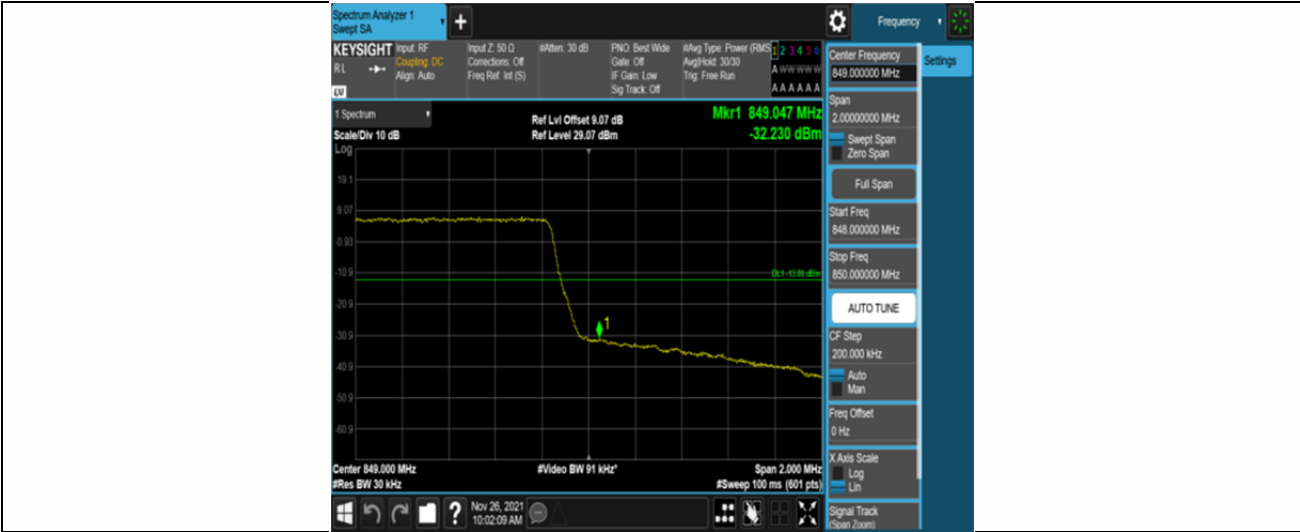 Spectrum Analyzer 1
Swept SA
+
Frequency
KEYSIGHT
R L
Input: RF
Coupling: DC
Align: Auto
Input Z: 50 Ω
Corrections: Off
Freq Ref: Int (S)
#Atten: 30 dB
PNO: Best Wide
Gate: Off
IF Gain: Low
Sig Track: Off
#Avg Type: Power (RMS
Avg|Hold: 30/30
Trig: Free Run
1 2 3 4 5 6
A W W W W W
A A A A A A
1 Spectrum
Scale/Div 10 dB
Log
Ref Lvl Offset 9.07 dB
Ref Level 29.07 dBm
Mkr1 849.047 MHz
-32.230 dBm
19.1
9.07
-0.93
-10.9
-20.9
-30.9
-40.9
-50.9
-60.9
DL1 -13.00 dBm
1
Center 849.000 MHz
#Res BW 30 kHz
#Video BW 91 kHz*
Span 2.000 MHz
#Sweep 100 ms (601 pts)
?
Nov 26, 2021
10:02:09 AM
Center Frequency
849.000000 MHz
Settings
Span
2.00000000 MHz
Swept Span
Zero Span
Full Span
Start Freq
848.000000 MHz
Stop Freq
850.000000 MHz
AUTO TUNE
CF Step
200.000 kHz
Auto
Man
Freq Offset
0 Hz
X Axis Scale
Log
Lin
Signal Track
(Span Zoom)